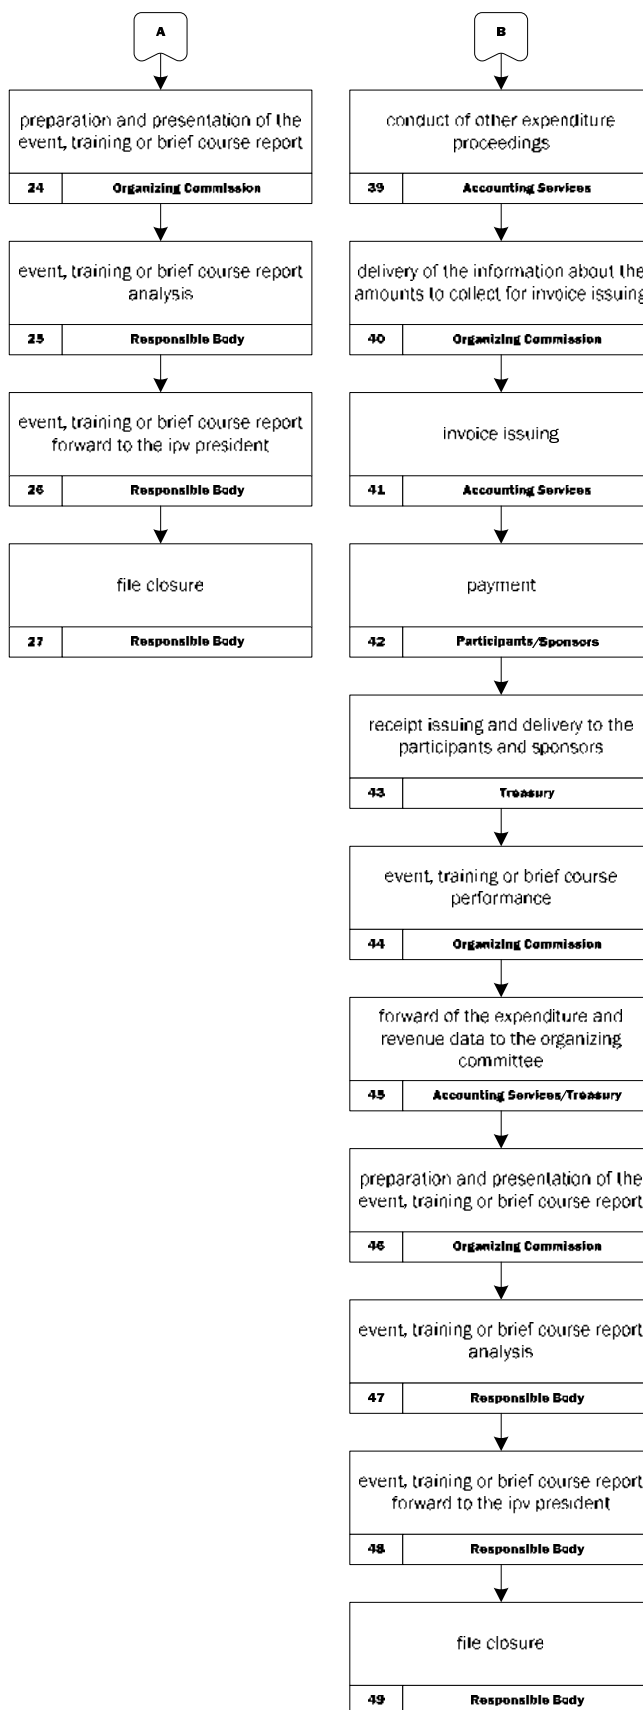 A
preparation and presentation of the
event, training or brief course report
24 Organizing Commission
event, training or brief course report
analysis
25 Responsible Body
event, training or brief course report
forward to the ipv president
26 Responsible Body
file closure
27 Responsible Body
B
conduct of other expenditure
proceedings
39 Accounting Services
delivery of the information about the
amounts to collect for invoice issuing
40 Organizing Commission
invoice issuing
41 Accounting Services
payment
42 Participants/Sponsors
receipt issuing and delivery to the
participants and sponsors
43 Treasury
event, training or brief course
performance
44 Organizing Commission
forward of the expenditure and
revenue data to the organizing
committee
45 Accounting Services/Treasury
preparation and presentation of the
event, training or brief course report
46 Organizing Commission
event, training or brief course report
analysis
47 Responsible Body
event, training or brief course report
forward to the ipv president
48 Responsible Body
file closure
49 Responsible Body